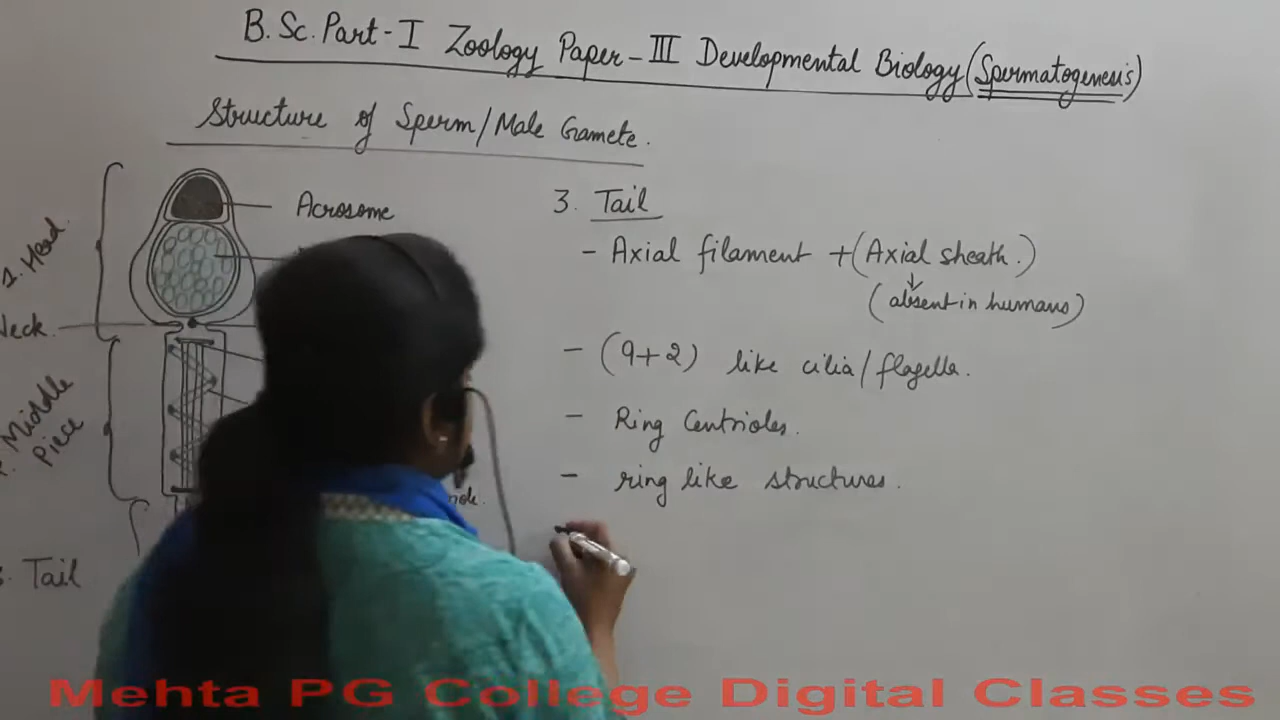 B.Sc. Part-I Zoology Paper-III Developmental Biology (Spermatogenesis)
Structure of Sperm/Male Gamete.
Acrosome
1. Head.
Neck.
Middle
Piece
Tail
3. Tail
- Axial filament + (Axial sheath.)
↓
(absent in humans)
- (9+2) like cilia/flagella.
- Ring Centrioles.
- ring like structures.
Mehta PG College Digital Classes